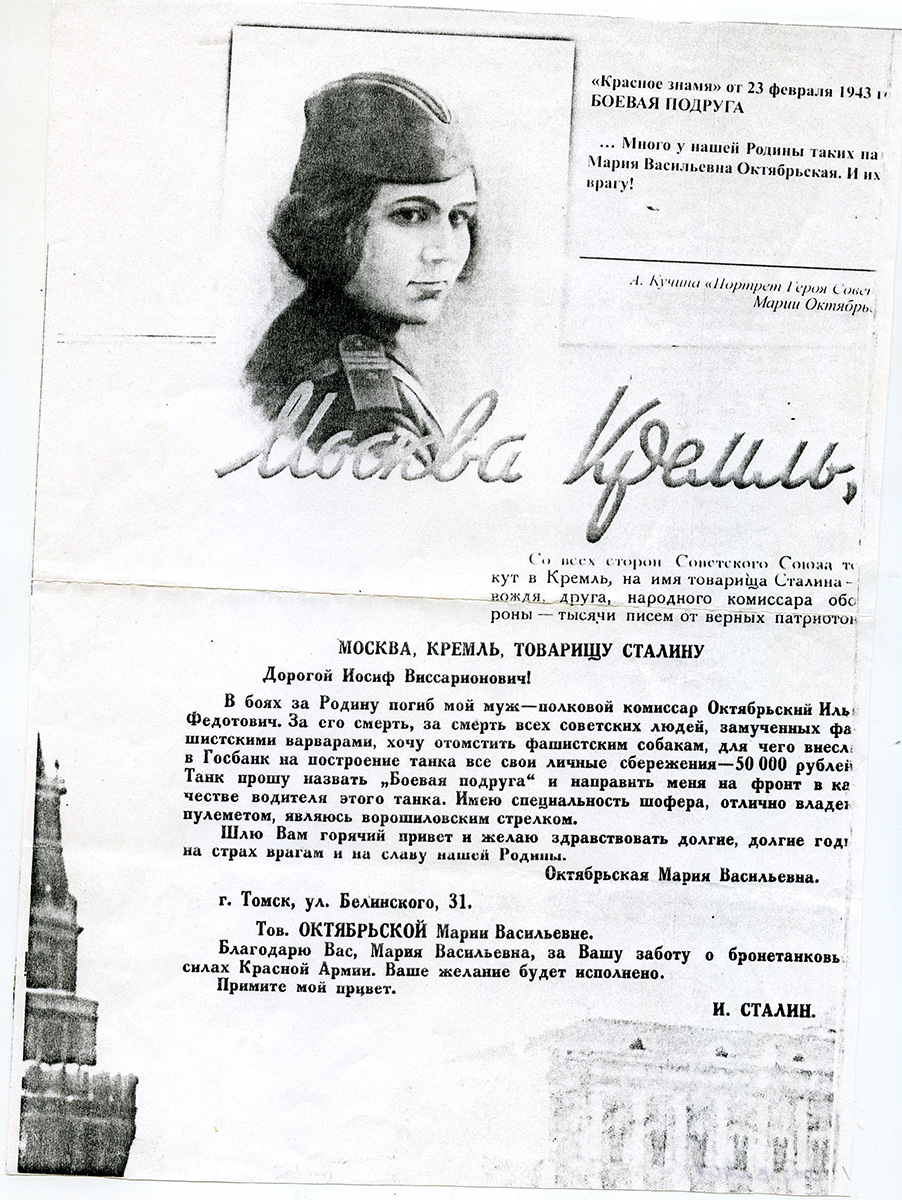 «Красное знамя» от 23 февраля 1943 г
БОЕВАЯ ПОДРУГА
… Много у нашей Родины таких па
Мария Васильевна Октябрьская. И их
врагу!
А. Кучина «Портрет Героя Совет
Марии Октябрь
Москва Кремль,
Со всех сторон Советского Союза те
кут в Кремль, на имя товарища Сталина —
вождя, друга, народного комиссара обо
роны — тысячи писем от верных патриотов
МОСКВА, КРЕМЛЬ, ТОВАРИЩУ СТАЛИНУ
Дорогой Иосиф Виссарионович!
В боях за Родину погиб мой муж—полковой комиссар Октябрьский Иль
Федотович. За его смерть, за смерть всех советских людей, замученных фа
шистскими варварами, хочу отомстить фашистским собакам, для чего внесла
в Госбанк на построение танка все свои личные сбережения—50 000 рублей
Танк прошу назвать „Боевая подруга“ и направить меня на фронт в ка
честве водителя этого танка. Имею специальность шофера, отлично владею
пулеметом, являюсь ворошиловским стрелком.
Шлю Вам горячий привет и желаю здравствовать долгие, долгие годы
на страх врагам и на славу нашей Родины.
Октябрьская Мария Васильевна.
г. Томск, ул. Белинского, 31.
Тов. ОКТЯБРЬСКОЙ Марии Васильевне.
Благодарю Вас, Мария Васильевна, за Вашу заботу о бронетанковы
силах Красной Армии. Ваше желание будет исполнено.
Примите мой привет.
И. СТАЛИН.